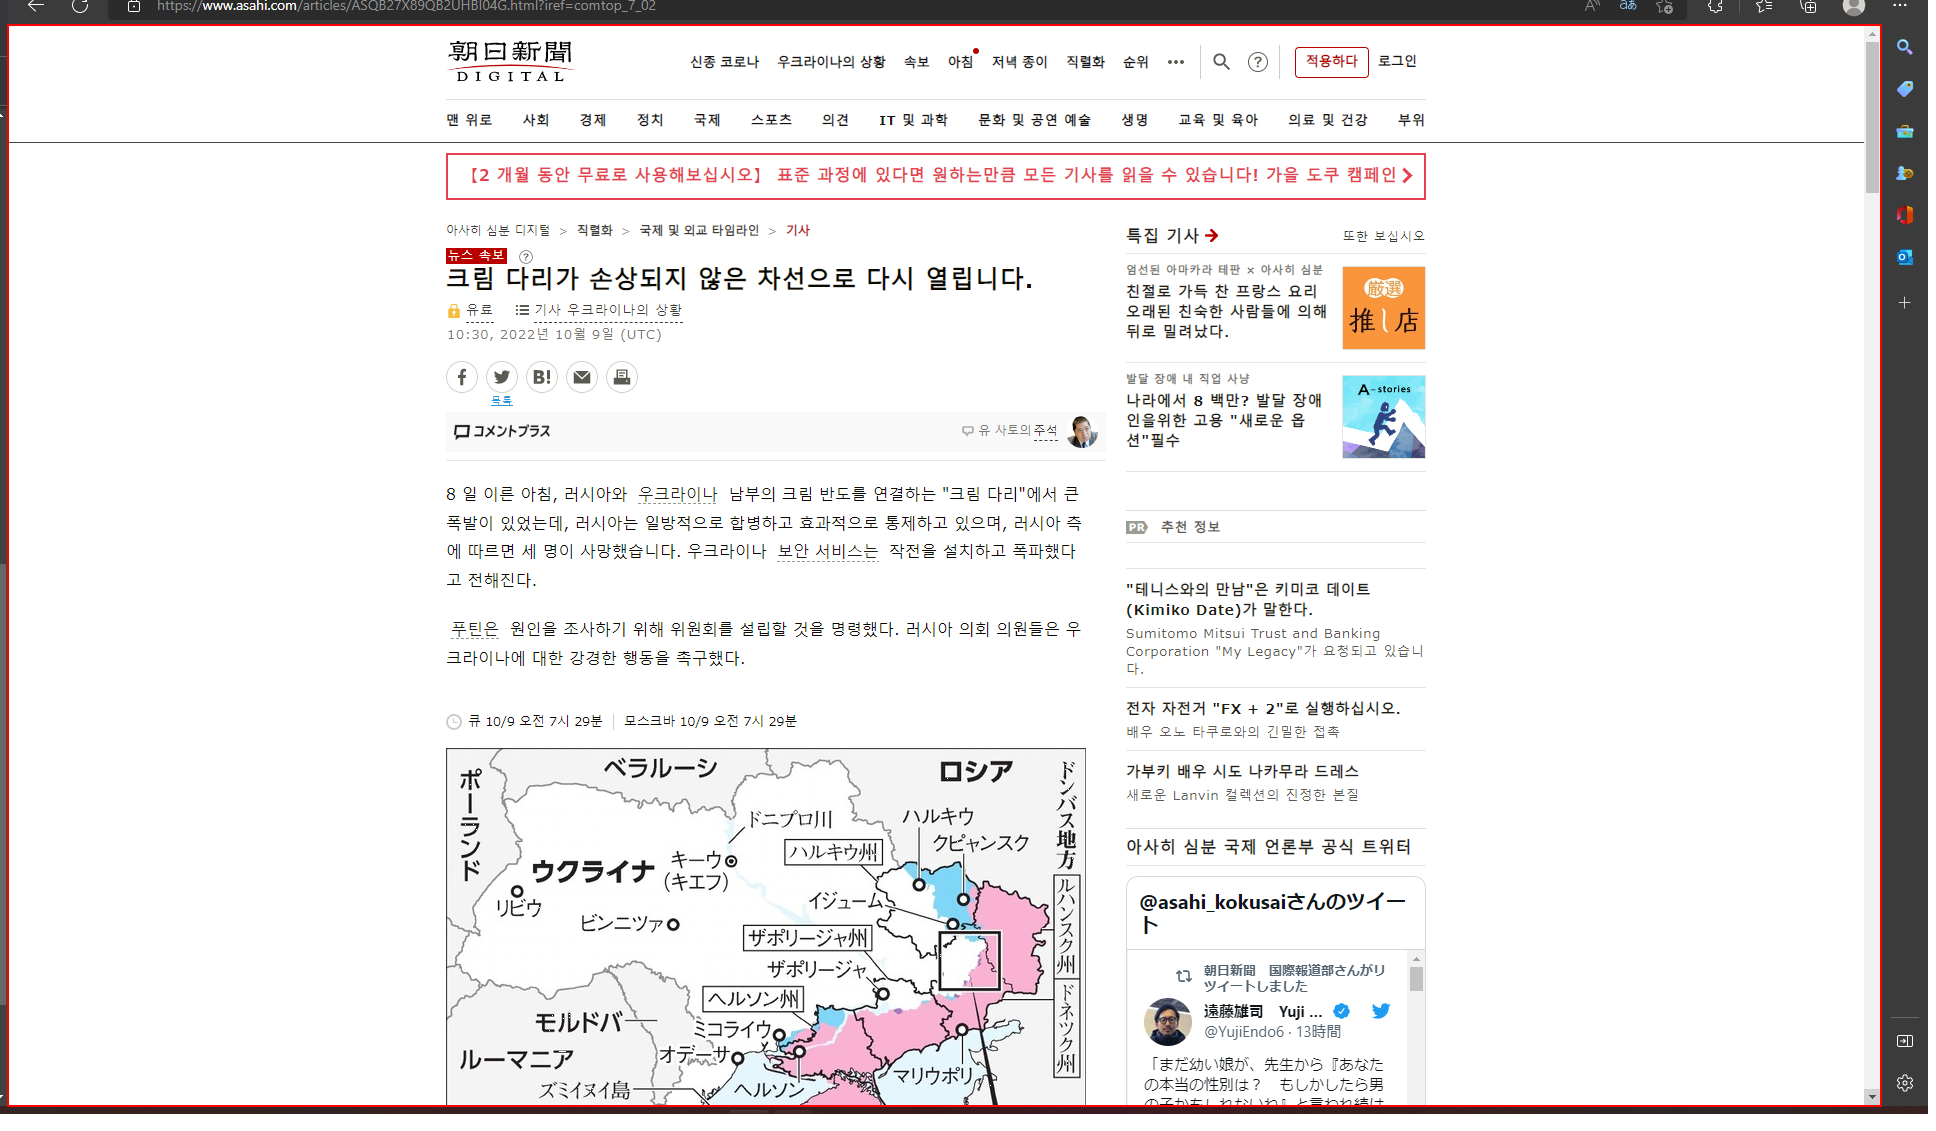 https://www.asahi.com/articles/ASQB27X89QB2UHBI04G.html?iref=comtop_7_02
朝日新聞
DIGITAL
신종 코로나 우크라이나의 상황 속보 아침 저녁 종이 직렬화 순위 ••• ? 적용하다 로그인
맨 위로 사회 경제 정치 국제 스포츠 의견 IT 및 과학 문화 및 공연 예술 생명 교육 및 육아 의료 및 건강 부위
【2 개월 동안 무료로 사용해보십시오】 표준 과정에 있다면 원하는만큼 모든 기사를 읽을 수 있습니다! 가을 도쿠 캠페인
아사히 심분 디지털 > 직렬화 > 국제 및 외교 타임라인 > 기사
뉴스 속보 ?
크림 다리가 손상되지 않은 차선으로 다시 열립니다.
유료 기사 우크라이나의 상황
10:30, 2022년 10월 9일 (UTC)
B!
목록
コメントプラス 유 사토의 주석
8 일 이른 아침, 러시아와 우크라이나 남부의 크림 반도를 연결하는 "크림 다리"에서 큰
폭발이 있었는데, 러시아는 일방적으로 합병하고 효과적으로 통제하고 있으며, 러시아 측
에 따르면 세 명이 사망했습니다. 우크라이나 보안 서비스는 작전을 설치하고 폭파했다
고 전해진다.
푸틴은 원인을 조사하기 위해 위원회를 설립할 것을 명령했다. 러시아 의회 의원들은 우
크라이나에 대한 강경한 행동을 촉구했다.
큐 10/9 오전 7시 29분 모스크바 10/9 오전 7시 29분
ポーランド
ベラルーシ
ロシア
ドンバス地方
ドニプロ川
ハルキウ
クピャンスク
ハルキウ州
キーウ
(キエフ)
ウクライナ
リビウ
イジューム
ルハンスク州
ビンニツァ
ザポリージャ州
ザポリージャ
ヘルソン州
ドネツク州
モルドバ
ミコライウ
ルーマニア
オデーサ
マリウポリ
ズミイヌイ島
ヘルソン
특집 기사
또한 보십시오
엄선된 아마카라 테판 × 아사히 심분
친절로 가득 찬 프랑스 요리
오래된 친숙한 사람들에 의해
뒤로 밀려났다.
厳選
推し店
발달 장애 내 직업 사냥
나라에서 8 백만? 발달 장애
인을위한 고용 "새로운 옵
션"필수
A-stories
PR 추천 정보
"테니스와의 만남"은 키미코 데이트
(Kimiko Date)가 말한다.
Sumitomo Mitsui Trust and Banking
Corporation "My Legacy"가 요청되고 있습니
다.
전자 자전거 "FX + 2"로 실행하십시오.
배우 오노 타쿠로와의 긴밀한 접촉
가부키 배우 시도 나카무라 드레스
새로운 Lanvin 컬렉션의 진정한 본질
아사히 심분 국제 언론부 공식 트위터
@asahi_kokusaiさんのツイー
ト
朝日新聞 国際報道部さんがリ
ツイートしました
遠藤雄司 Yuji ...
@YujiEndo6 · 13時間
「まだ幼い娘が、先生から『あなた
の本当の性別は？ もしかしたら男
の子かもしれないね』と言われ続け